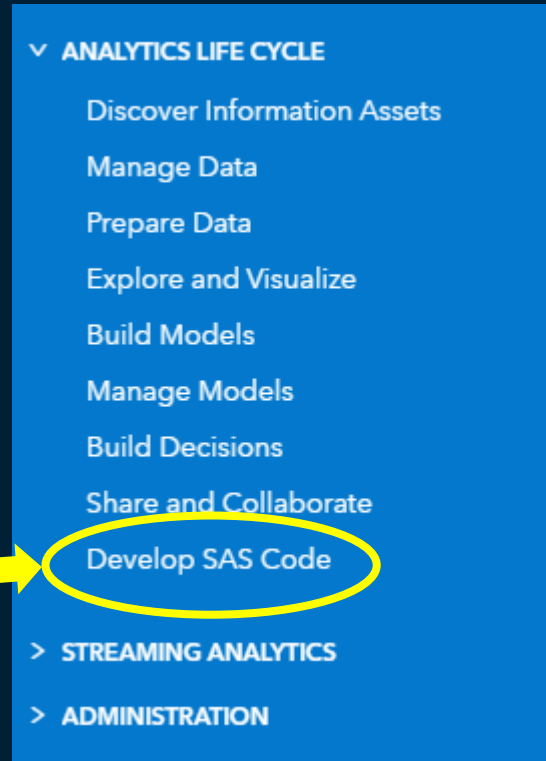 ANALYTICS LIFE CYCLE
Discover Information Assets
Manage Data
Prepare Data
Explore and Visualize
Build Models
Manage Models
Build Decisions
Share and Collaborate
Develop SAS Code
STREAMING ANALYTICS
ADMINISTRATION